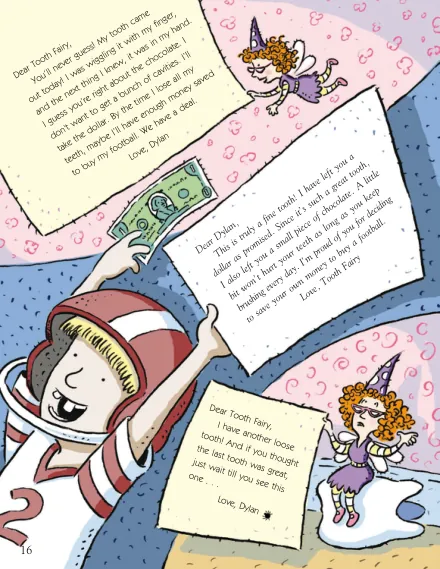 Dear Tooth Fairy,
You'll never guess! My tooth came
out today! I was wiggling it with my finger,
and the next thing I knew, it was in my hand.
I guess you're right about the chocolate. I
don't want to get a bunch of cavities. I'll
take the dollar. By the time I lose all my
teeth, maybe I'll have enough money saved
to buy my football. We have a deal.
Love, Dylan
Dear Dylan,
This is truly a fine tooth! I have left you a
dollar as promised. Since it's such a great tooth,
I also left you a small piece of chocolate. A little
bit won't hurt your teeth as long as you keep
brushing every day. I'm proud of you for deciding
to save your own money to buy a football.
Love, Tooth Fairy
Dear Tooth Fairy,
I have another loose
tooth! And if you thought
the last tooth was great,
just wait till you see this
one . . .
Love, Dylan
2
16